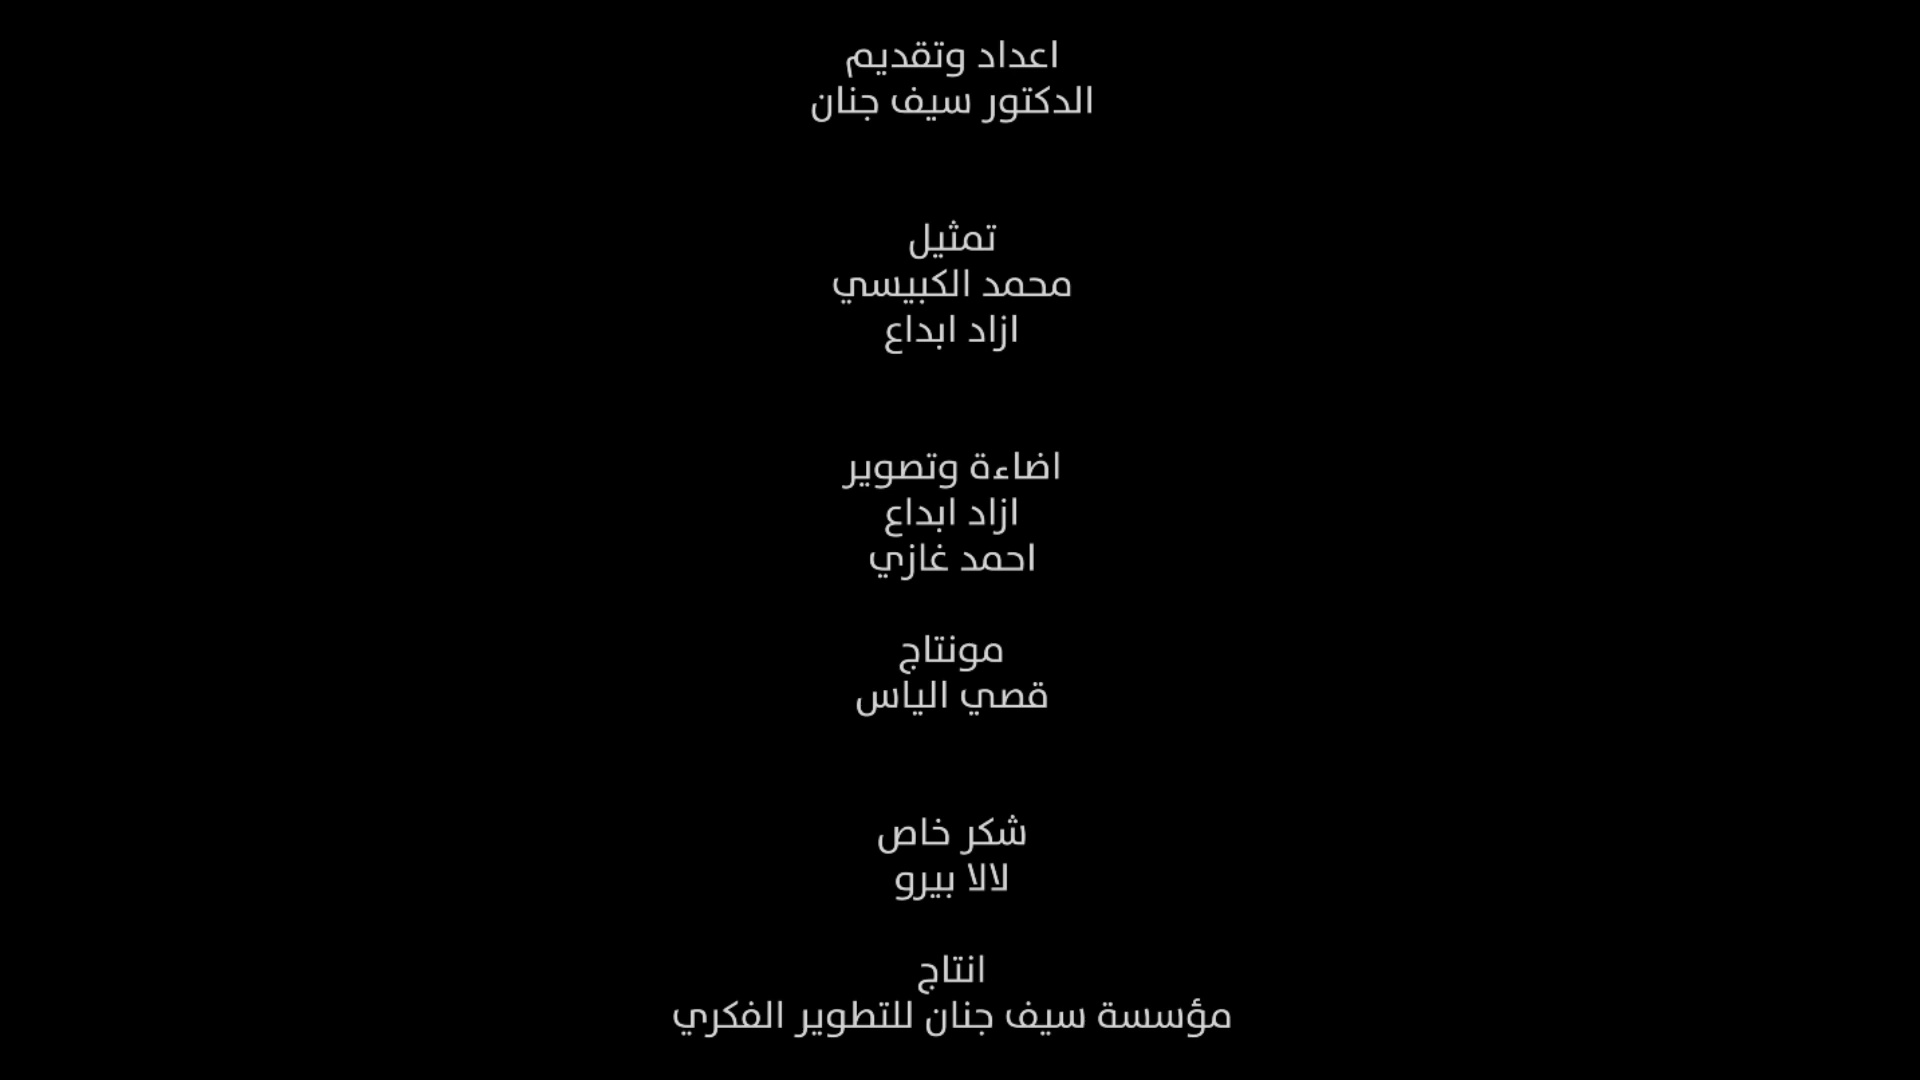 اعداد وتقديم
الدكتور سيف جنان
تمثيل
محمد الكبيسي
ازاد ابداع
اضاءة وتصوير
ازاد ابداع
احمد غازي
مونتاج
قصي الياس
شكر خاص
لالا بيرو
انتاج
مؤسسة سيف جنان للتطوير الفكري